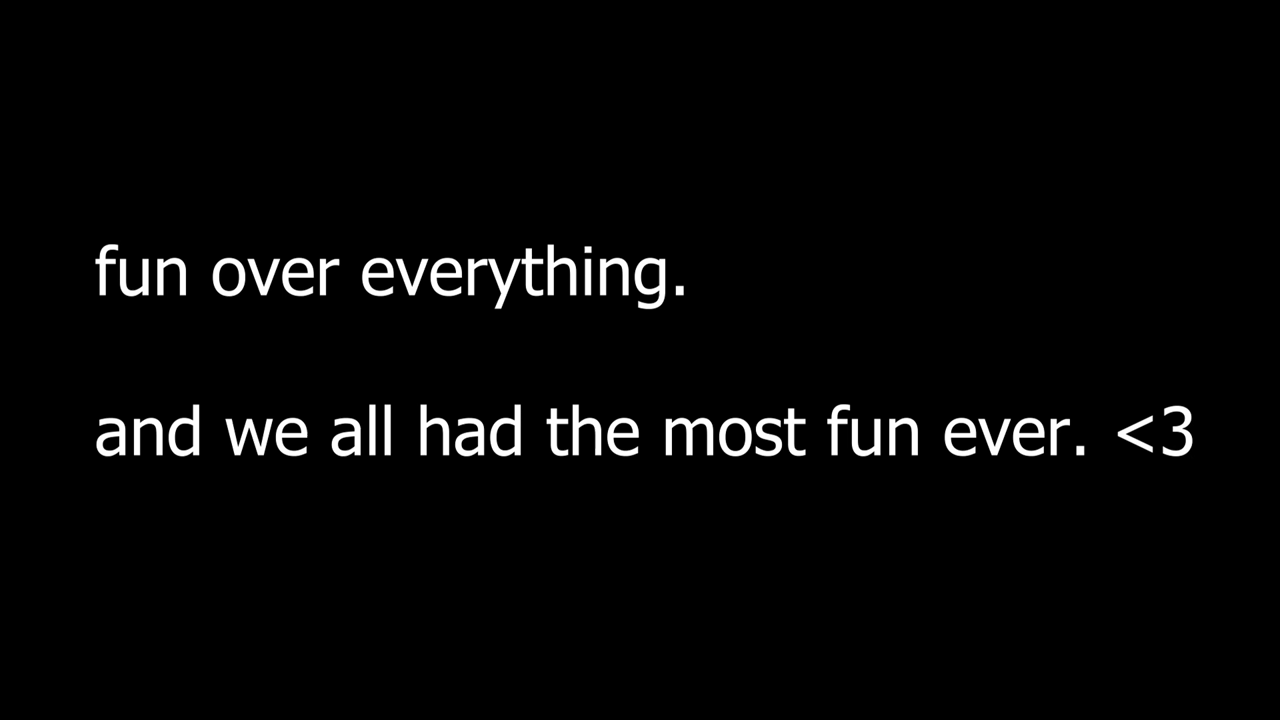 fun over everything.
and we all had the most fun ever. <3